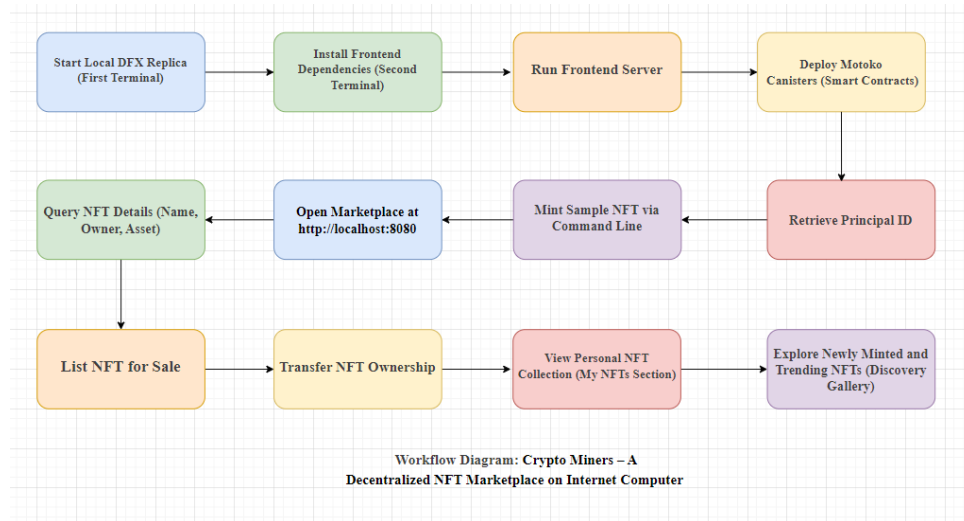 Start Local DFX Replica
(First Terminal)
Install Frontend
Dependencies (Second
Terminal)
Run Frontend Server
Deploy Motoko
Canisters (Smart Contracts)
Retrieve Principal ID
Mint Sample NFT via
Command Line
Open Marketplace at
http://localhost:8080
Query NFT Details (Name,
Owner, Asset)
List NFT for Sale
Transfer NFT Ownership
View Personal NFT
Collection (My NFTs Section)
Explore Newly Minted and
Trending NFTs (Discovery
Gallery)
Workflow Diagram: Crypto Miners – A
Decentralized NFT Marketplace on Internet Computer